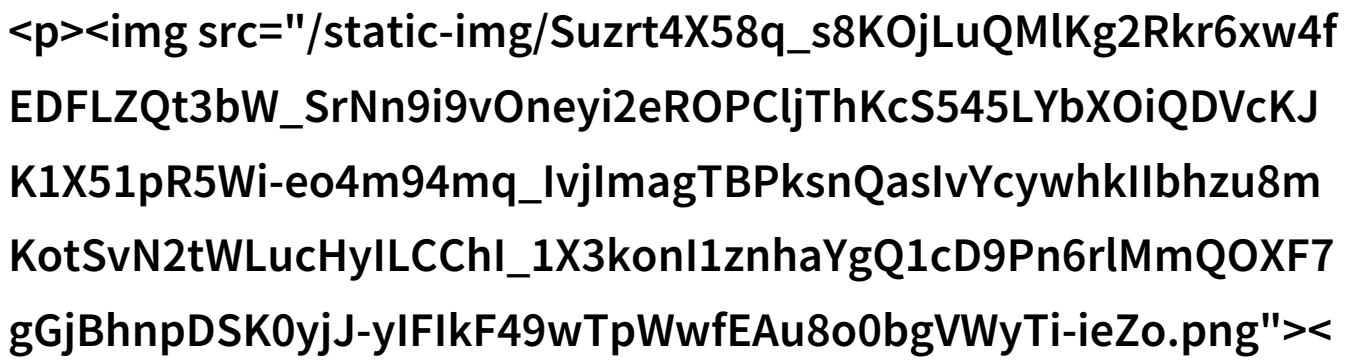 <p><img src="/static-img/Suzrt4X58q_s8KOjLuQMlKg2Rkr6xw4f
EDFLZQt3bW_SrNn9i9vOneyi2eROPCljThKcS545LYbXOiQDVcKJ
K1X51pR5Wi-eo4m94mq_IvjImagTBPksnQasIvYcywhkIIbhzu8m
KotSvN2tWLucHyILCChI_1X3konI1znhaYgQ1cD9Pn6rlMmQOXF7
gGjBhnpDSK0yjJ-yIFIkF49wTpWwfEAu8o0bgVWyTi-ieZo.png"><